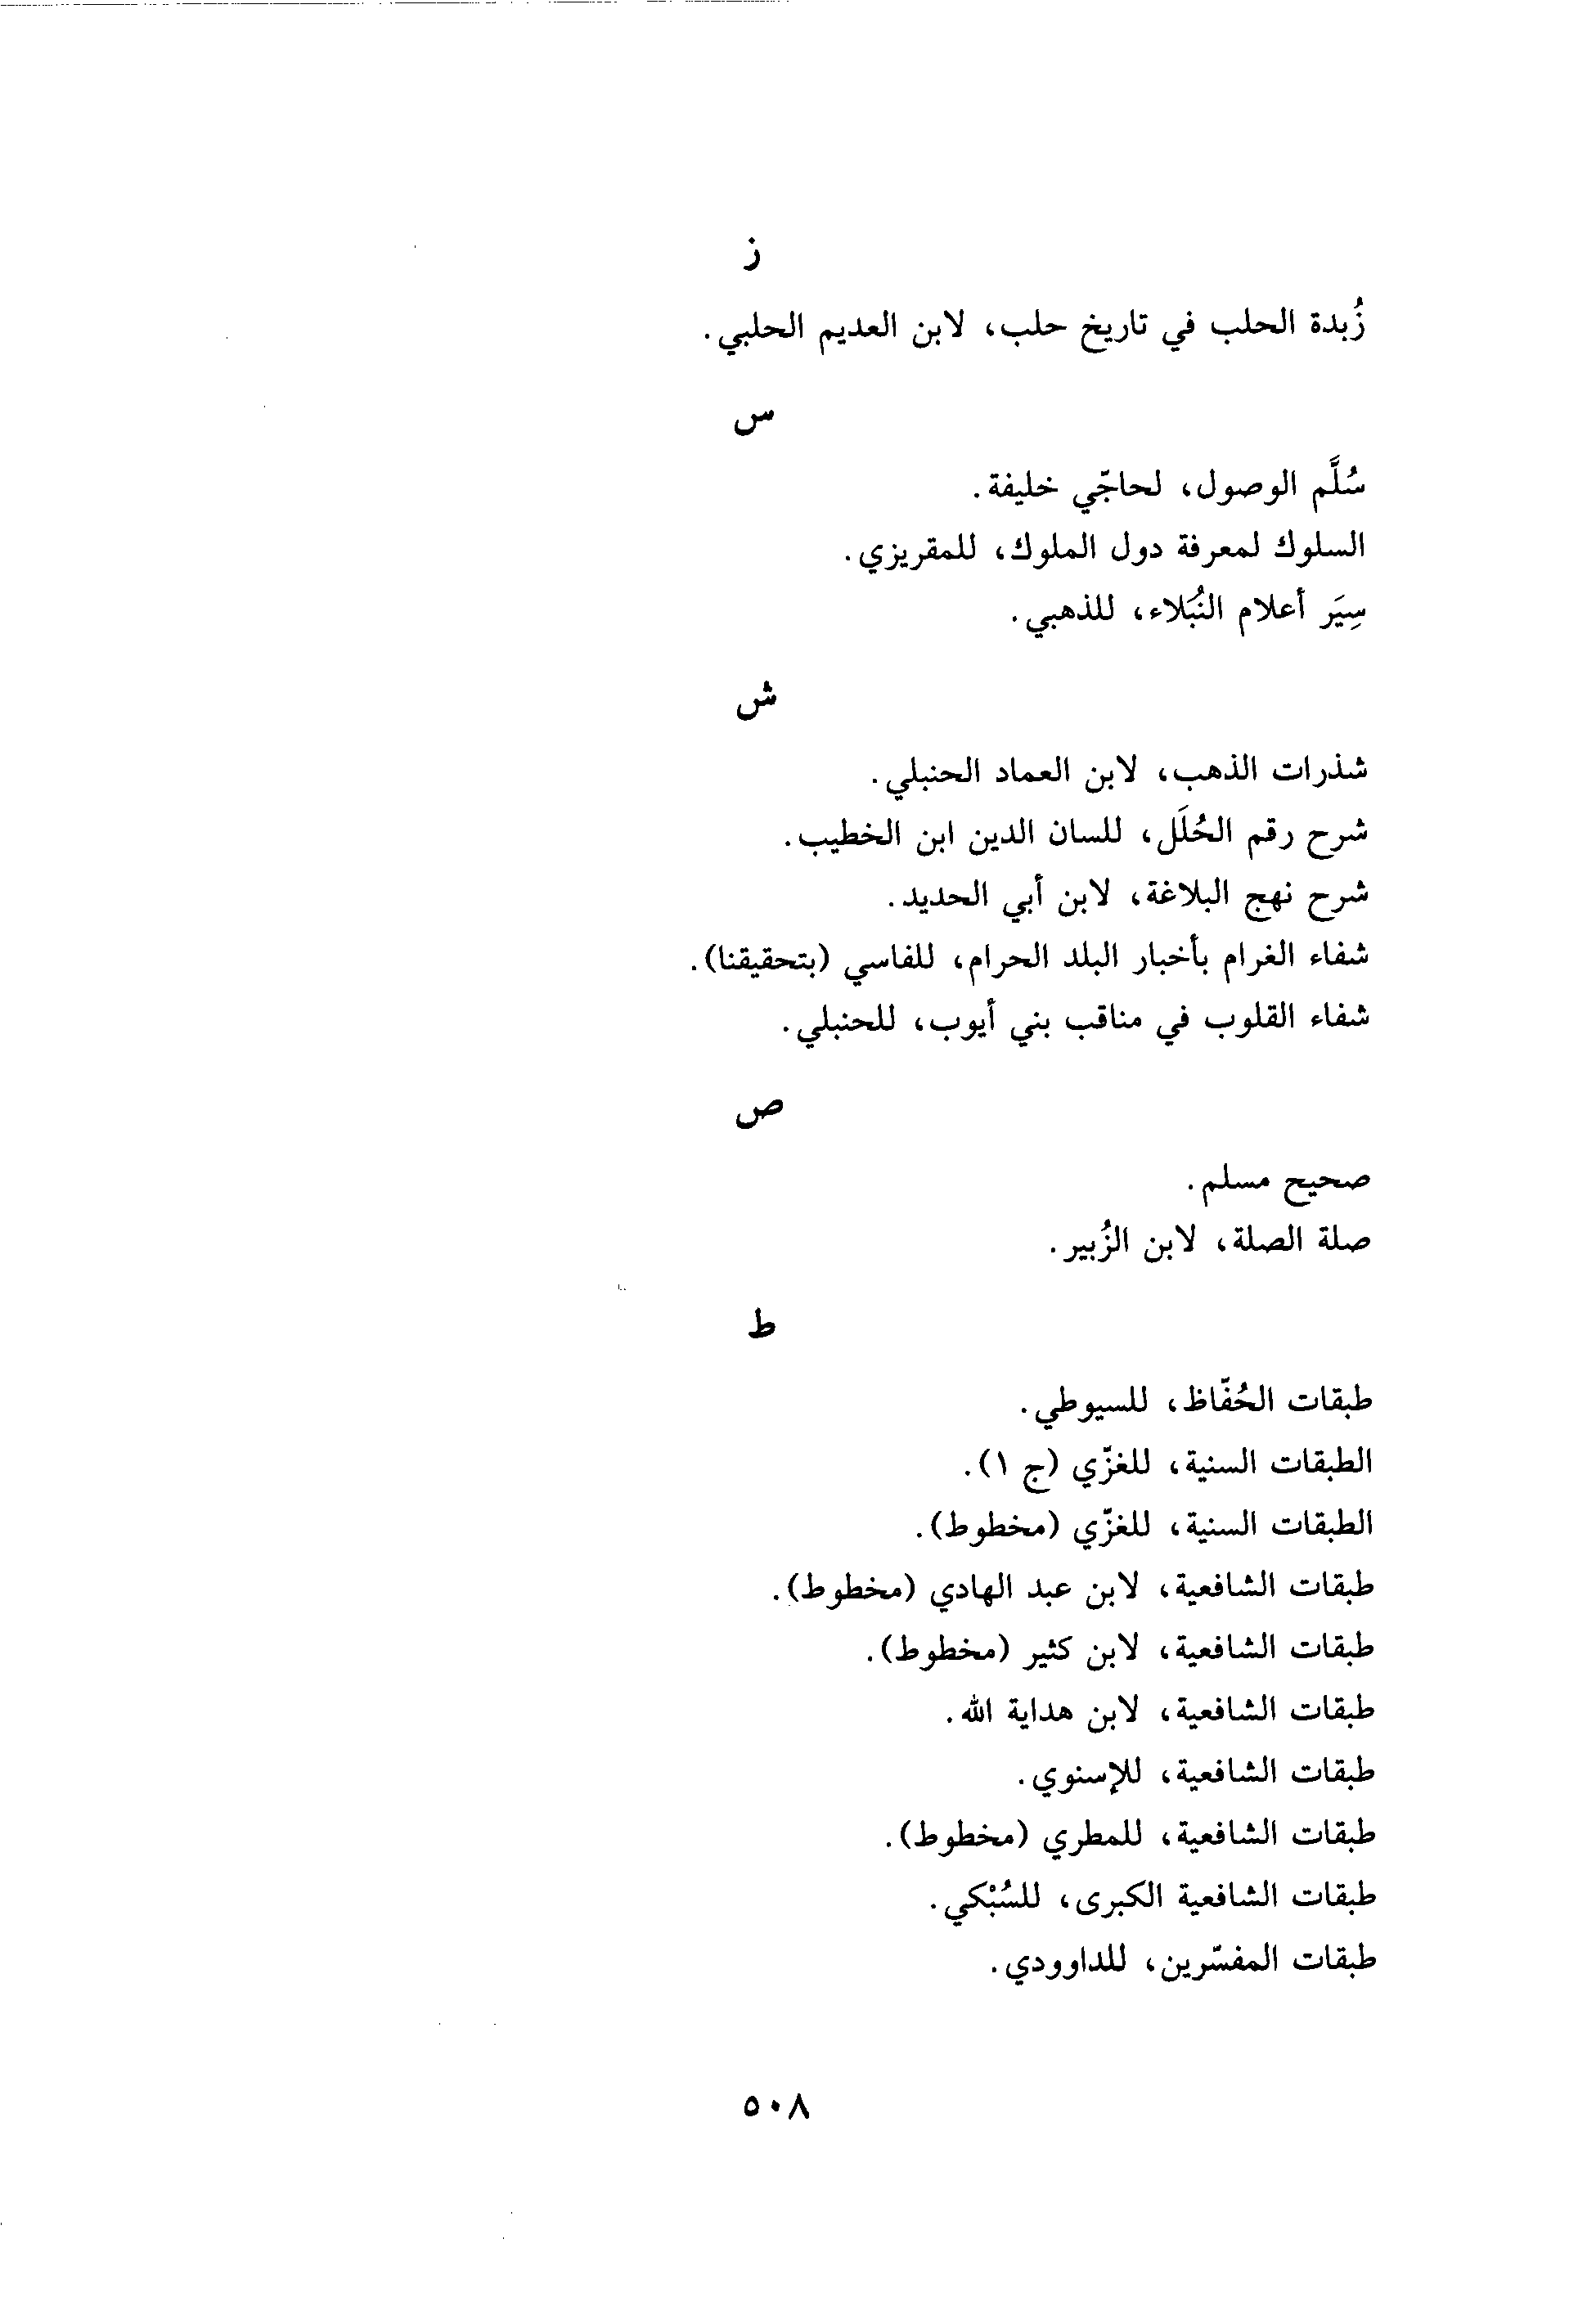 ز
زُبدة الحلب في تاريخ حلب، لابن العديم الحلبي.
س
سُلَّم الوصول، لحاجّي خليفة.
السلوك لمعرفة دول الملوك، للمقريزي.
سِيَر أعلام النُبَلاء، للذهبي.
ش
شذرات الذهب، لابن العماد الحنبلي.
شرح رقم الحُلَل، للسان الدين ابن الخطيب.
شرح نهج البلاغة، لابن أبي الحديد.
شفاء الغرام بأخبار البلد الحرام، للفاسي (بتحقيقنا).
شفاء القلوب في مناقب بني أيوب، للحنبلي.
ص
صحيح مسلم.
صلة الصلة، لابن الزُبير.
ط
طبقات الحُفّاظ، للسيوطي.
الطبقات السنية، للغزّي (ج ١).
الطبقات السنية، للغزّي (مخطوط).
طبقات الشافعية، لابن عبد الهادي (مخطوط).
طبقات الشافعية، لابن كثير (مخطوط).
طبقات الشافعية، لابن هداية الله.
طبقات الشافعية، للإسنوي.
طبقات الشافعية، للمطري (مخطوط).
طبقات الشافعية الكبرى، للسُبْكي.
طبقات المفسّرين، للداوودي.
٥٠٨